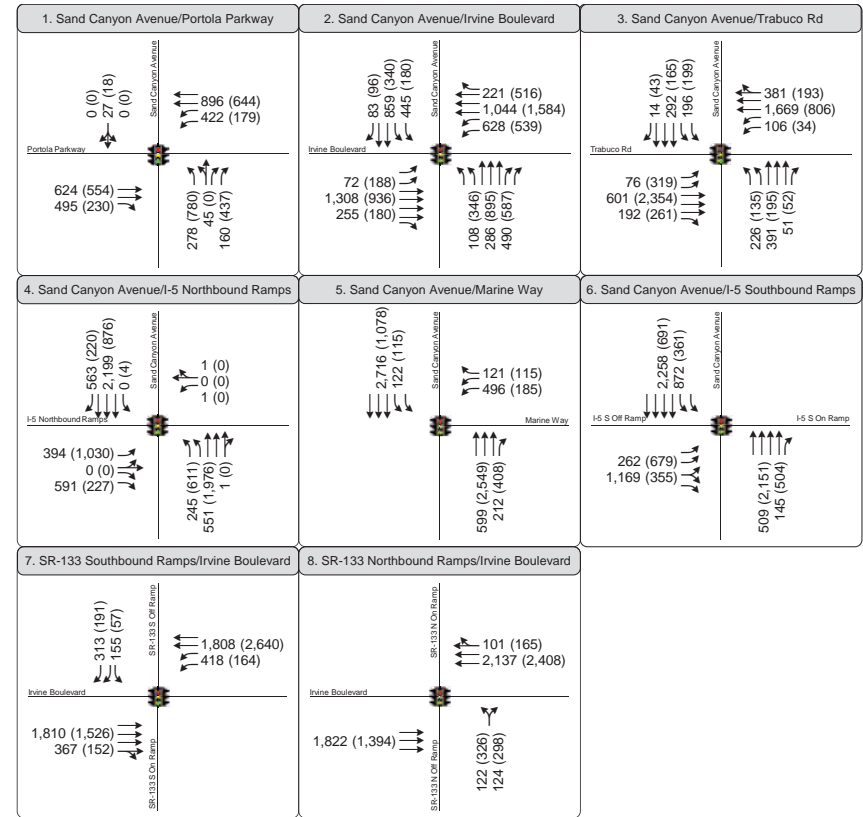 1. Sand Canyon Avenue/Portola Parkway
0 (0)
27 (18)
0 (0)
Sand Canyon Avenue
896 (644)
422 (179)
Portola Parkway
624 (554)
495 (230)
278 (780)
45 (0)
160 (437)
2. Sand Canyon Avenue/Irvine Boulevard
83 (96)
859 (340)
445 (180)
Sand Canyon Avenue
221 (516)
1,044 (1,584)
628 (539)
Irvine Boulevard
72 (188)
1,308 (936)
255 (180)
108 (346)
286 (895)
490 (587)
3. Sand Canyon Avenue/Trabuco Rd
14 (43)
292 (165)
196 (199)
Sand Canyon Avenue
381 (193)
1,669 (806)
106 (34)
Trabuco Rd
76 (319)
601 (2,354)
192 (261)
226 (135)
391 (195)
51 (52)
4. Sand Canyon Avenue/I-5 Northbound Ramps
563 (220)
2,199 (876)
0 (4)
Sand Canyon Avenue
1 (0)
0 (0)
1 (0)
I-5 Northbound Ramps
394 (1,030)
0 (0)
591 (227)
245 (611)
551 (1,976)
1 (0)
5. Sand Canyon Avenue/Marine Way
2,716 (1,078)
122 (115)
Sand Canyon Avenue
121 (115)
496 (185)
Marine Way
599 (2,549)
212 (408)
6. Sand Canyon Avenue/I-5 Southbound Ramps
2,258 (691)
872 (361)
Sand Canyon Avenue
I-5 S Off Ramp
I-5 S On Ramp
262 (679)
1,169 (355)
509 (2,151)
145 (504)
7. SR-133 Southbound Ramps/Irvine Boulevard
313 (191)
155 (57)
SR-133 S Off Ramp
1,808 (2,640)
418 (164)
Irvine Boulevard
1,810 (1,526)
367 (152)
SR-133 S On Ramp
8. SR-133 Northbound Ramps/Irvine Boulevard
SR-133 N On Ramp
101 (165)
2,137 (2,408)
Irvine Boulevard
1,822 (1,394)
SR-133 N Off Ramp
122 (326)
124 (298)